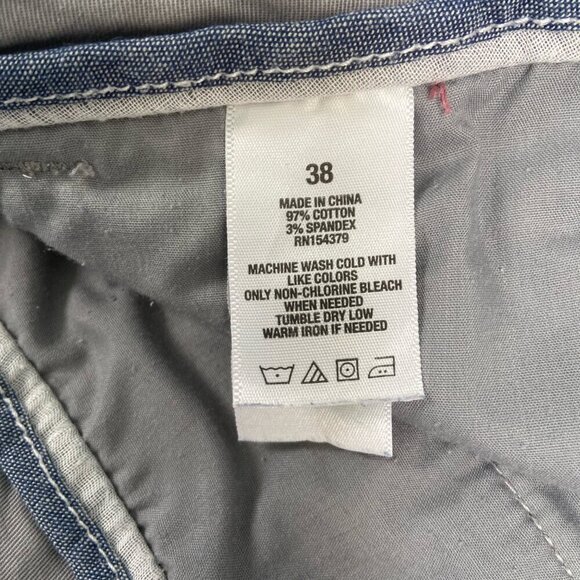 38
MADE IN CHINA
97% COTTON
3% SPANDEX
RN154379
MACHINE WASH COLD WITH
LIKE COLORS
ONLY NON-CHLORINE BLEACH
WHEN NEEDED
TUMBLE DRY LOW
WARM IRON IF NEEDED